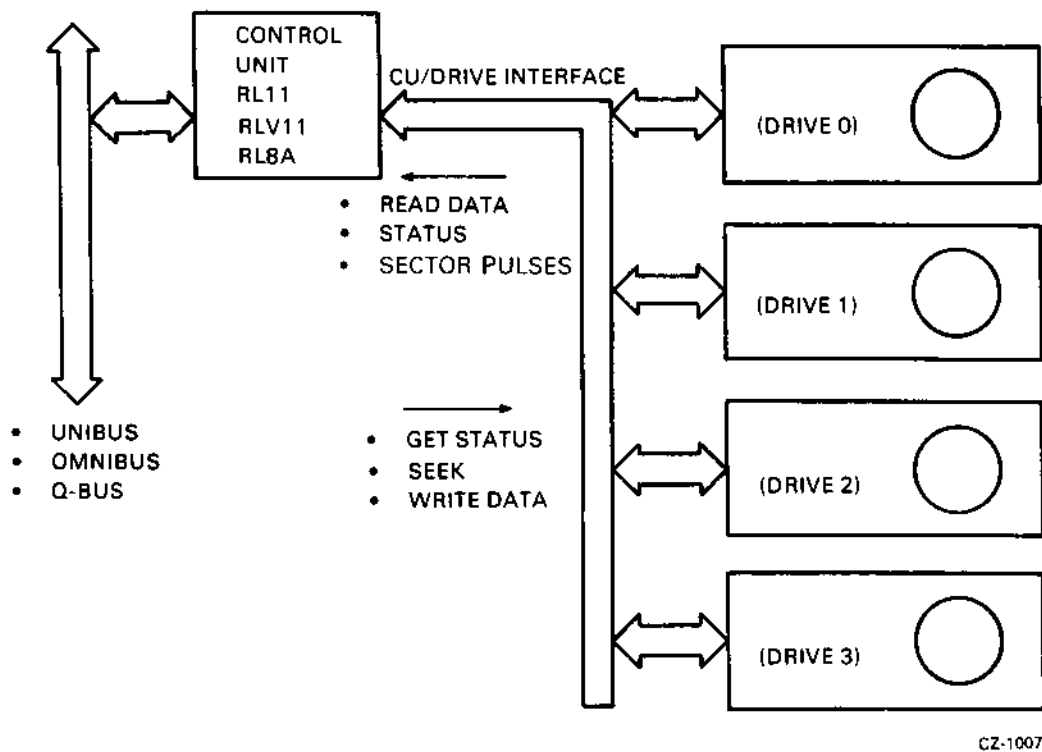 CONTROL
UNIT
RL11
RLV11
RL8A
CU/DRIVE INTERFACE
(DRIVE 0)
• READ DATA
• STATUS
• SECTOR PULSES
(DRIVE 1)
• UNIBUS
• OMNIBUS
• Q-BUS
• GET STATUS
• SEEK
• WRITE DATA
(DRIVE 2)
(DRIVE 3)
CZ-1007